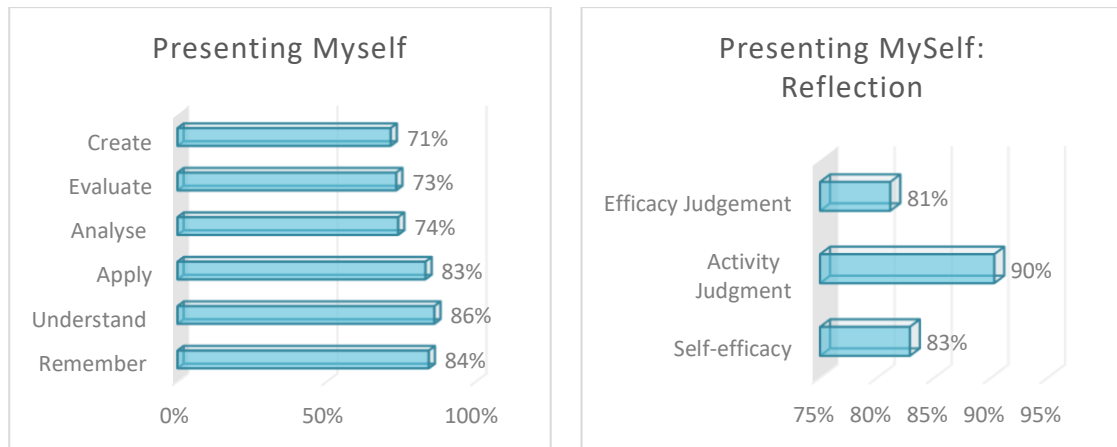 Presenting Myself
Create 71%
Evaluate 73%
Analyse 74%
Apply 83%
Understand 86%
Remember 84%
0% 50% 100%
Presenting MySelf:
Reflection
Efficacy Judgement 81%
Activity
Judgment 90%
Self-efficacy 83%
75% 80% 85% 90% 95%